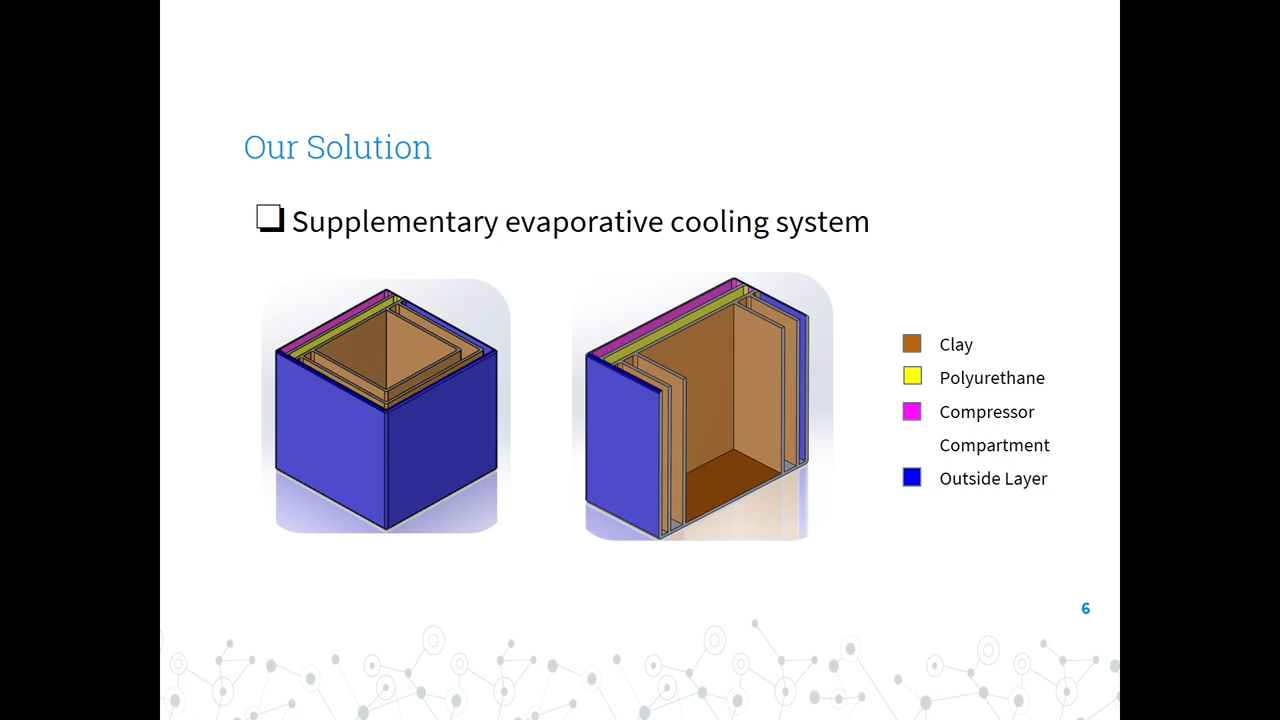 Our Solution
Supplementary evaporative cooling system
Clay
Polyurethane
Compressor
Compartment
Outside Layer
6